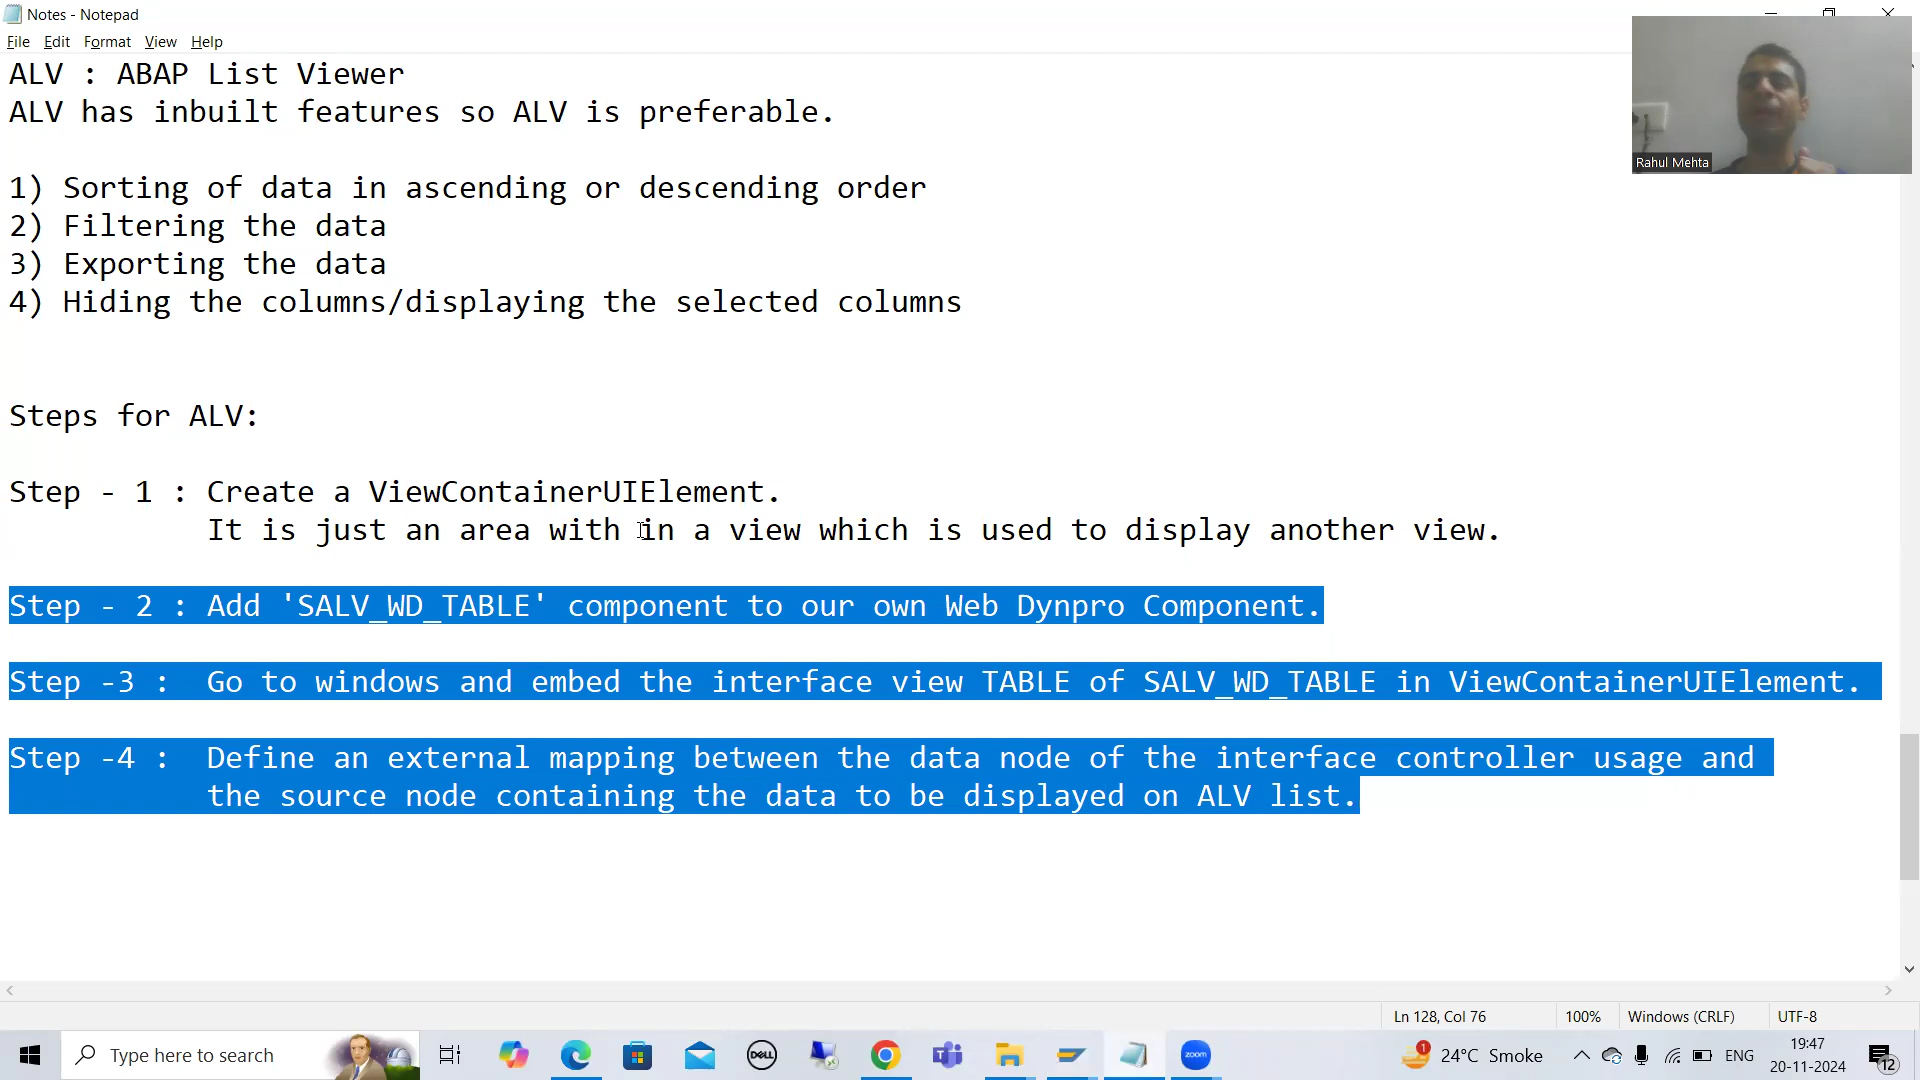 Notes - Notepad
File Edit Format View Help
ALV : ABAP List Viewer
ALV has inbuilt features so ALV is preferable.
1) Sorting of data in ascending or descending order
2) Filtering the data
3) Exporting the data
4) Hiding the columns/displaying the selected columns
Steps for ALV:
Step - 1 : Create a ViewContainerUIElement.
It is just an area with in a view which is used to display another view.
Step - 2 : Add 'SALV_WD_TABLE' component to our own Web Dynpro Component.
Step -3 : Go to windows and embed the interface view TABLE of SALV_WD_TABLE in ViewContainerUIElement.
Step -4 : Define an external mapping between the data node of the interface controller usage and
the source node containing the data to be displayed on ALV list.
Rahul Mehta
Ln 128, Col 76 100% Windows (CRLF) UTF-8
Type here to search
DELL
zoom
1
24°C Smoke
ENG
19:47
20-11-2024
12